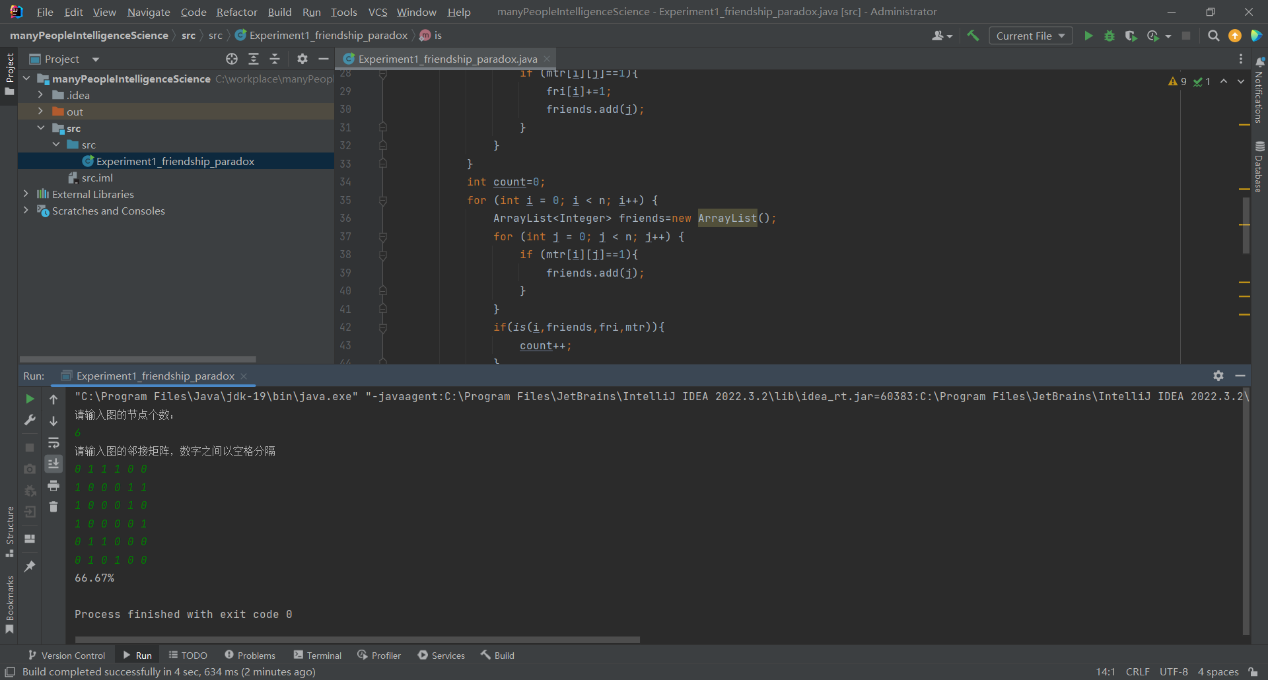 File Edit View Navigate Code Refactor Build Run Tools VCS Window Help manyPeopleIntelligenceScience - Experiment1_friendship_paradox.java [src] - Administrator
manyPeopleIntelligenceScience src src Experiment1_friendship_paradox is Current File
Project Experiment1_friendship_paradox.java
manyPeopleIntelligenceScience C:\workplace\manyPeop
.idea
out
src
src
Experiment1_friendship_paradox
src.iml
External Libraries
Scratches and Consoles
28 if (mtr[i][j]==1){
29 fri[i]+=1;
30 friends.add(j);
31 }
32 }
33 }
34 int count=0;
35 for (int i = 0; i < n; i++) {
36 ArrayList<Integer> friends=new ArrayList();
37 for (int j = 0; j < n; j++) {
38 if (mtr[i][j]==1){
39 friends.add(j);
40 }
41 }
42 if(is(i,friends,fri,mtr)){
43 count++;
44 }
9 1
Project
Notifications
Database
Structure
Bookmarks
Run: Experiment1_friendship_paradox
"C:\Program Files\Java\jdk-19\bin\java.exe" "-javaagent:C:\Program Files\JetBrains\IntelliJ IDEA 2022.3.2\lib\idea_rt.jar=60383:C:\Program Files\JetBrains\IntelliJ IDEA 2022.3.2\
请输入图的节点个数：
6
请输入图的邻接矩阵，数字之间以空格分隔
0 1 1 1 0 0
1 0 0 0 1 1
1 0 0 0 1 0
1 0 0 0 0 1
0 1 1 0 0 0
0 1 0 1 0 0
66.67%
Process finished with exit code 0
Version Control Run TODO Problems Terminal Profiler Services Build
Build completed successfully in 4 sec, 634 ms (2 minutes ago) 14:1 CRLF UTF-8 4 spaces